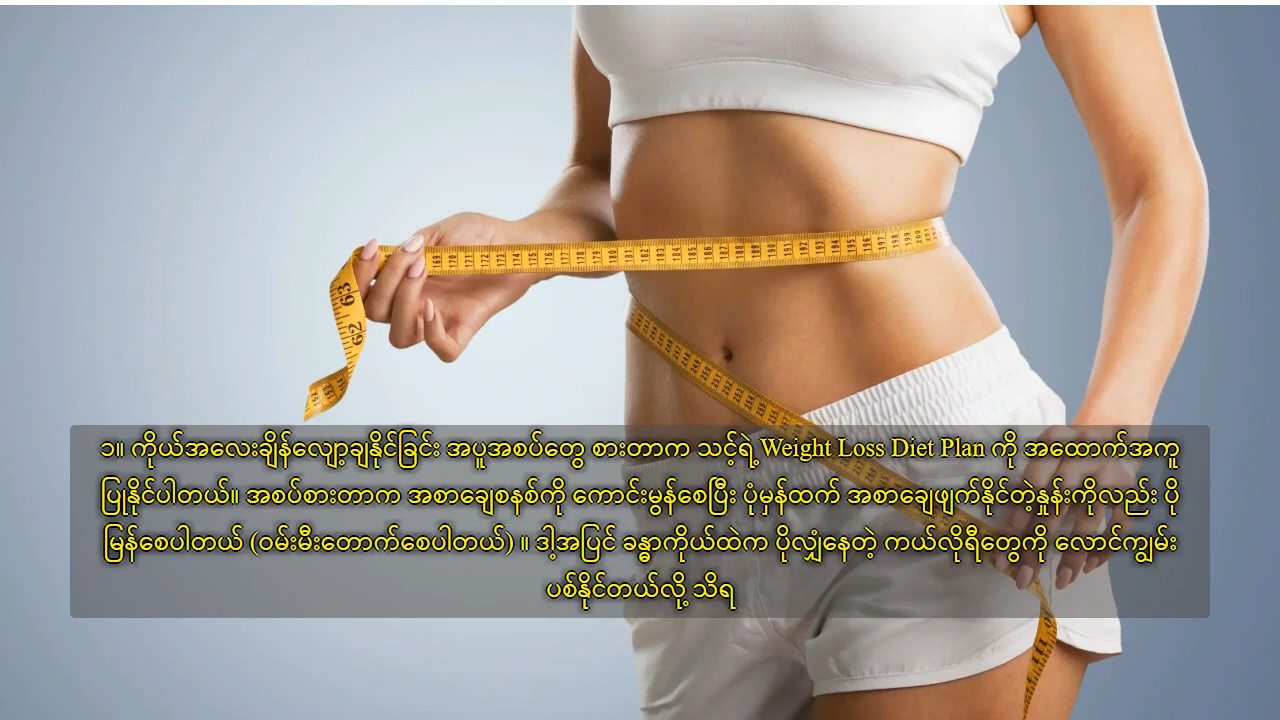 ၁။ ကိုယ်အလေးချိန်လျော့ချနိုင်ခြင်း အပူအစပ်တွေ စားတာက သင့်ရဲ့ Weight Loss Diet Plan ကို အထောက်အကူ
ပြုနိုင်ပါတယ်။ အစပ်စားတာက အစာချေစနစ်ကို ကောင်းမွန်စေပြီး ပုံမှန်ထက် အစာချေဖျက်နိုင်တဲ့နှုန်းကိုလည်း ပို
မြန်စေပါတယ် (ဝမ်းမီးတောက်စေပါတယ်) ။ ဒါ့အပြင် ခန္ဓာကိုယ်ထဲက ပိုလျှံနေတဲ့ ကယ်လိုရီတွေကို လောင်ကျွမ်း
ပစ်နိုင်တယ်လို့ သိရ